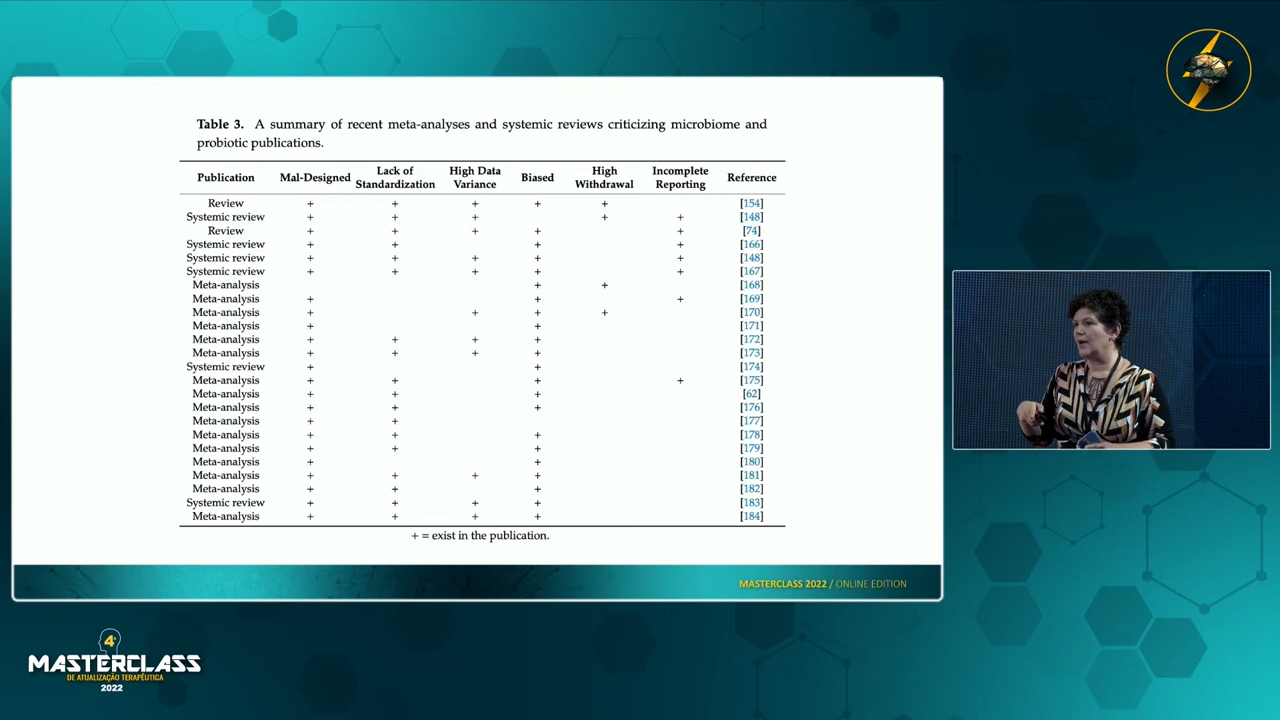 Table 3. A summary of recent meta-analyses and systemic reviews criticizing microbiome and
probiotic publications.
Publication Mal-Designed Lack of Standardization High Data Variance Biased High Withdrawal Incomplete Reporting Reference
Review + + + + + [154]
Systemic review + + + + + [148]
Review + + + + + [74]
Systemic review + + + + [166]
Systemic review + + + + + [148]
Systemic review + + + + + [167]
Meta-analysis + + [168]
Meta-analysis + + + [169]
Meta-analysis + + + + [170]
Meta-analysis + + [171]
Meta-analysis + + + + [172]
Meta-analysis + + + + [173]
Systemic review + + [174]
Meta-analysis + + + + [175]
Meta-analysis + + + [62]
Meta-analysis + + + [176]
Meta-analysis + + [177]
Meta-analysis + + + [178]
Meta-analysis + + + [179]
Meta-analysis + + [180]
Meta-analysis + + + + [181]
Meta-analysis + + + [182]
Systemic review + + + + [183]
Meta-analysis + + + + [184]
+ = exist in the publication.
MASTERCLASS 2022 / ONLINE EDITION
4ª
MASTERCLASS
DE ATUALIZAÇÃO TERAPÊUTICA
2022